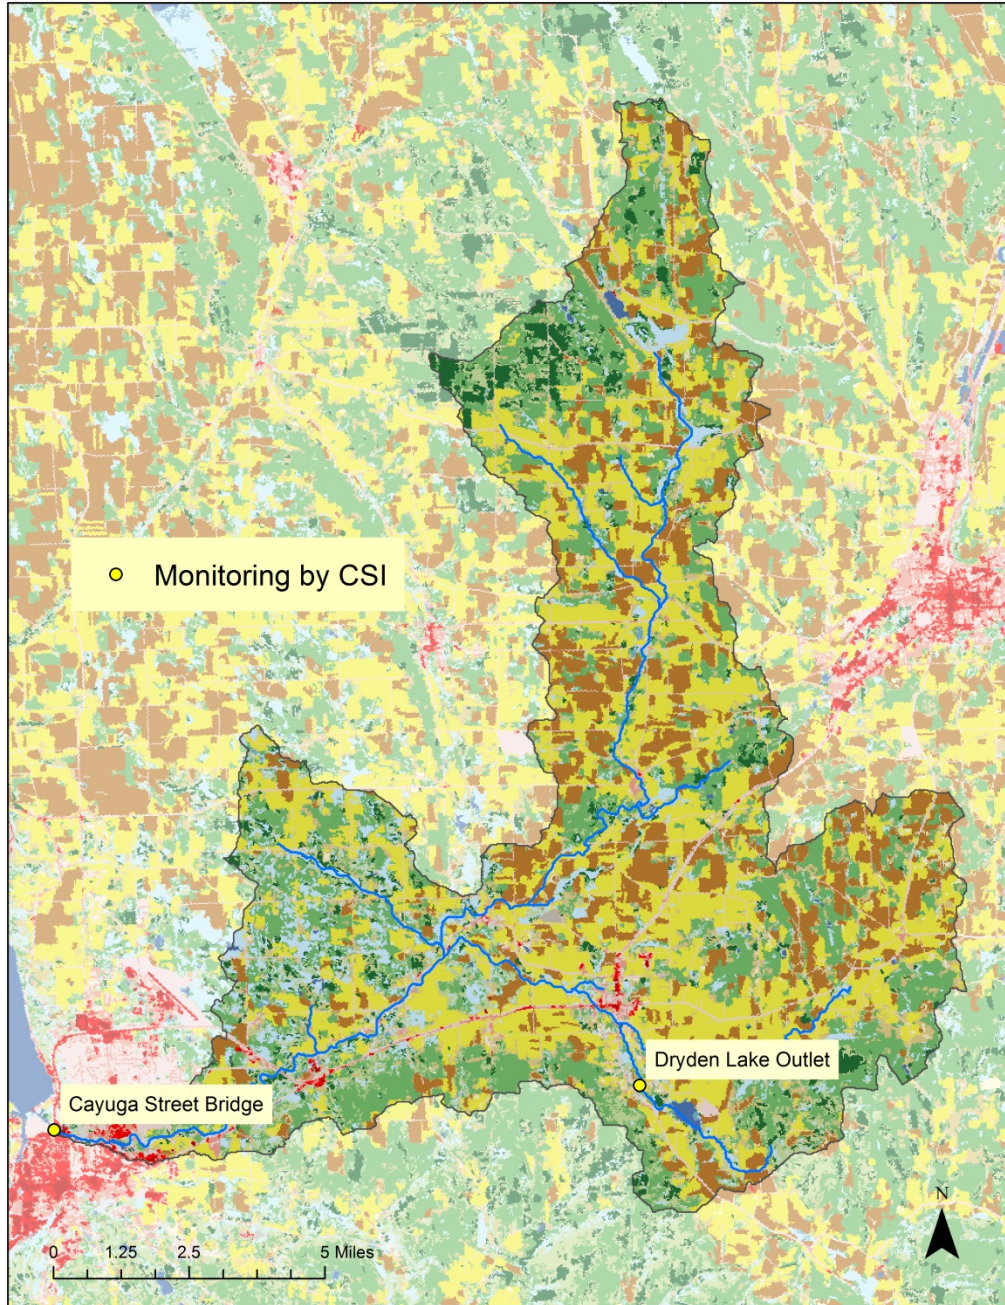 Monitoring by CSI
Dryden Lake Outlet
Cayuga Street Bridge
N
0 1.25 2.5 5 Miles